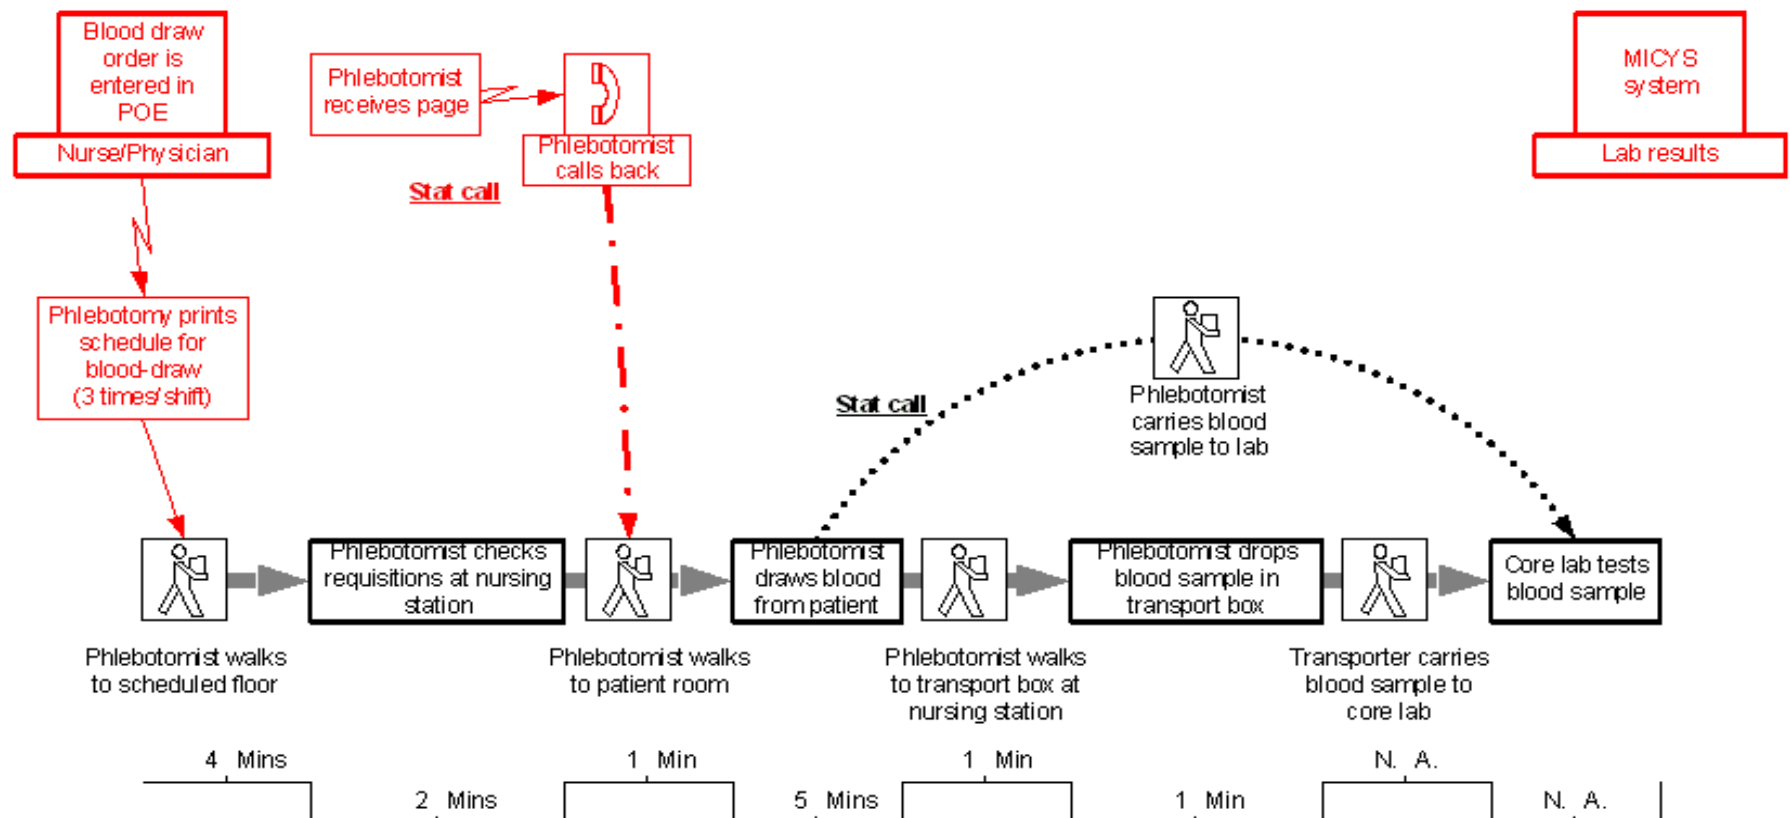 Blood draw
order is
entered in
POE
Nurse/Physician
Phlebotomist
receives page
Phlebotomist
calls back
Stat call
MICYS
system
Lab results
Phlebotomy prints
schedule for
blood-draw
(3 times/shift)
Stat call
Phlebotomist
carries blood
sample to lab
Phlebotomist checks
requisitions at nursing
station
Phlebotomist
draws blood
from patient
Phlebotomist drops
blood sample in
transport box
Core lab tests
blood sample
Phlebotomist walks
to scheduled floor
Phlebotomist walks
to patient room
Phlebotomist walks
to transport box at
nursing station
Transporter carries
blood sample to
core lab
4 Mins
1 Min
1 Min
N. A.
2 Mins
5 Mins
1 Min
N. A.